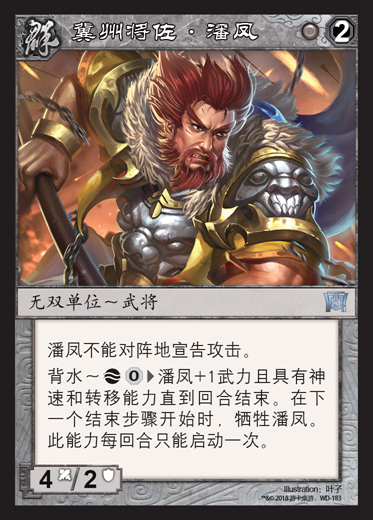 群 冀州将佐·潘凤 2
无双单位～武将
潘凤不能对阵地宣告攻击。
背水～ 0 ▶潘凤+1武力且具有神
速和转移能力直到回合结束。在下
一个结束步骤开始时，牺牲潘凤。
此能力每回合只能启动一次。
4 / 2
Illustration：叶子
™&©2018.游卡桌游．WD-183